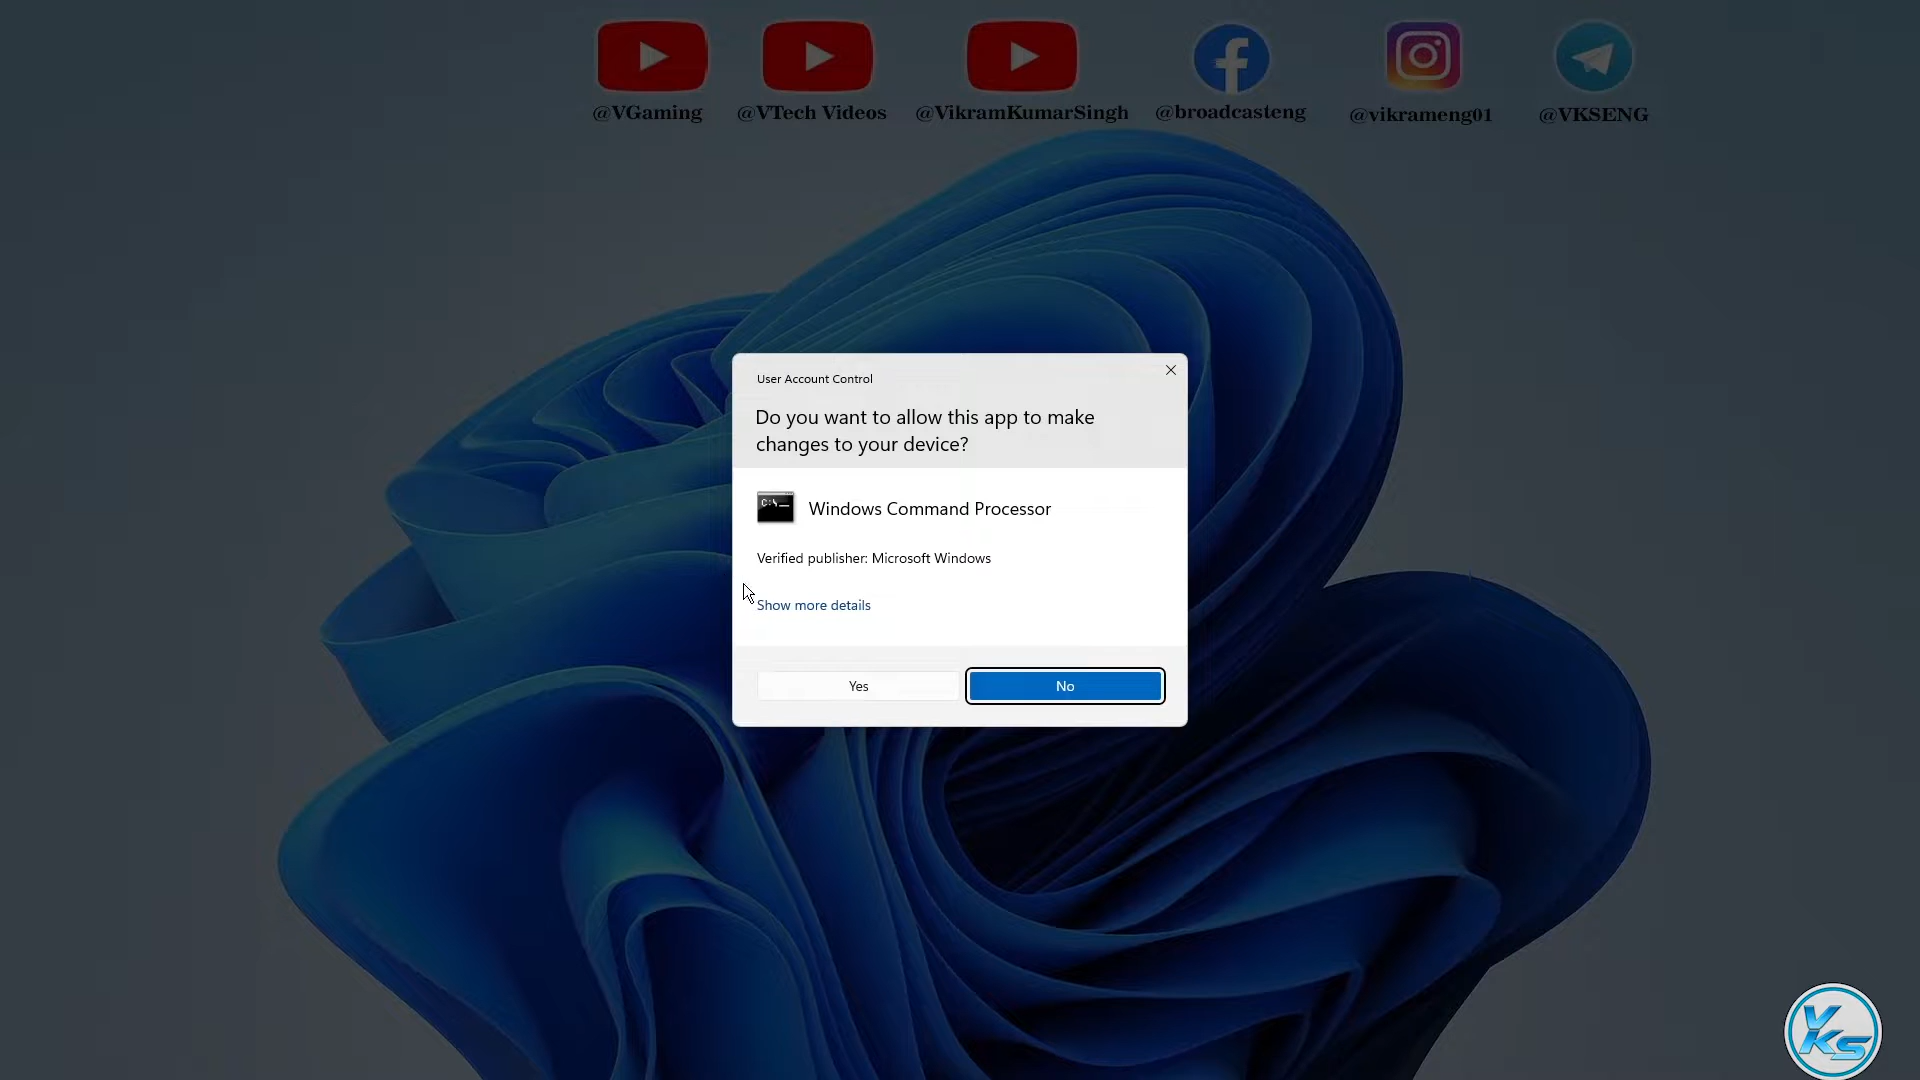 @VGaming @VTech Videos @VikramKumarSingh @broadcasteng @vikrameng01 @VKSENG
User Account Control
Do you want to allow this app to make
changes to your device?
C:\_
Windows Command Processor
Verified publisher: Microsoft Windows
Show more details
Yes No
VKS